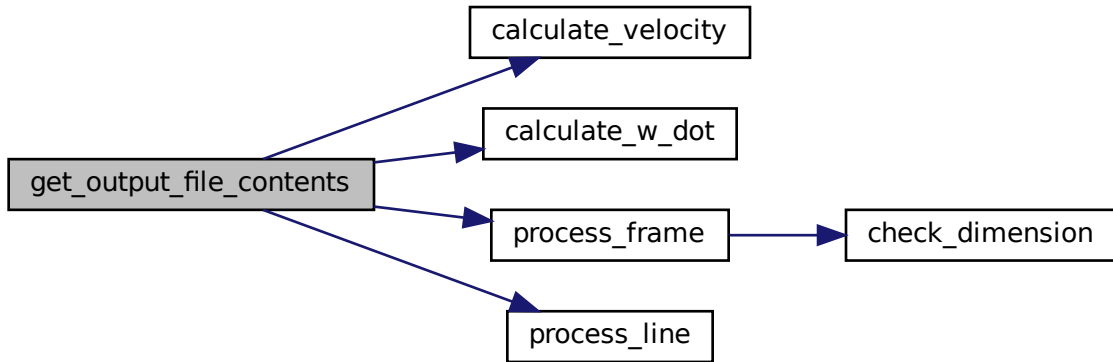 calculate_velocity
calculate_w_dot
get_output_file_contents
process_frame
check_dimension
process_line